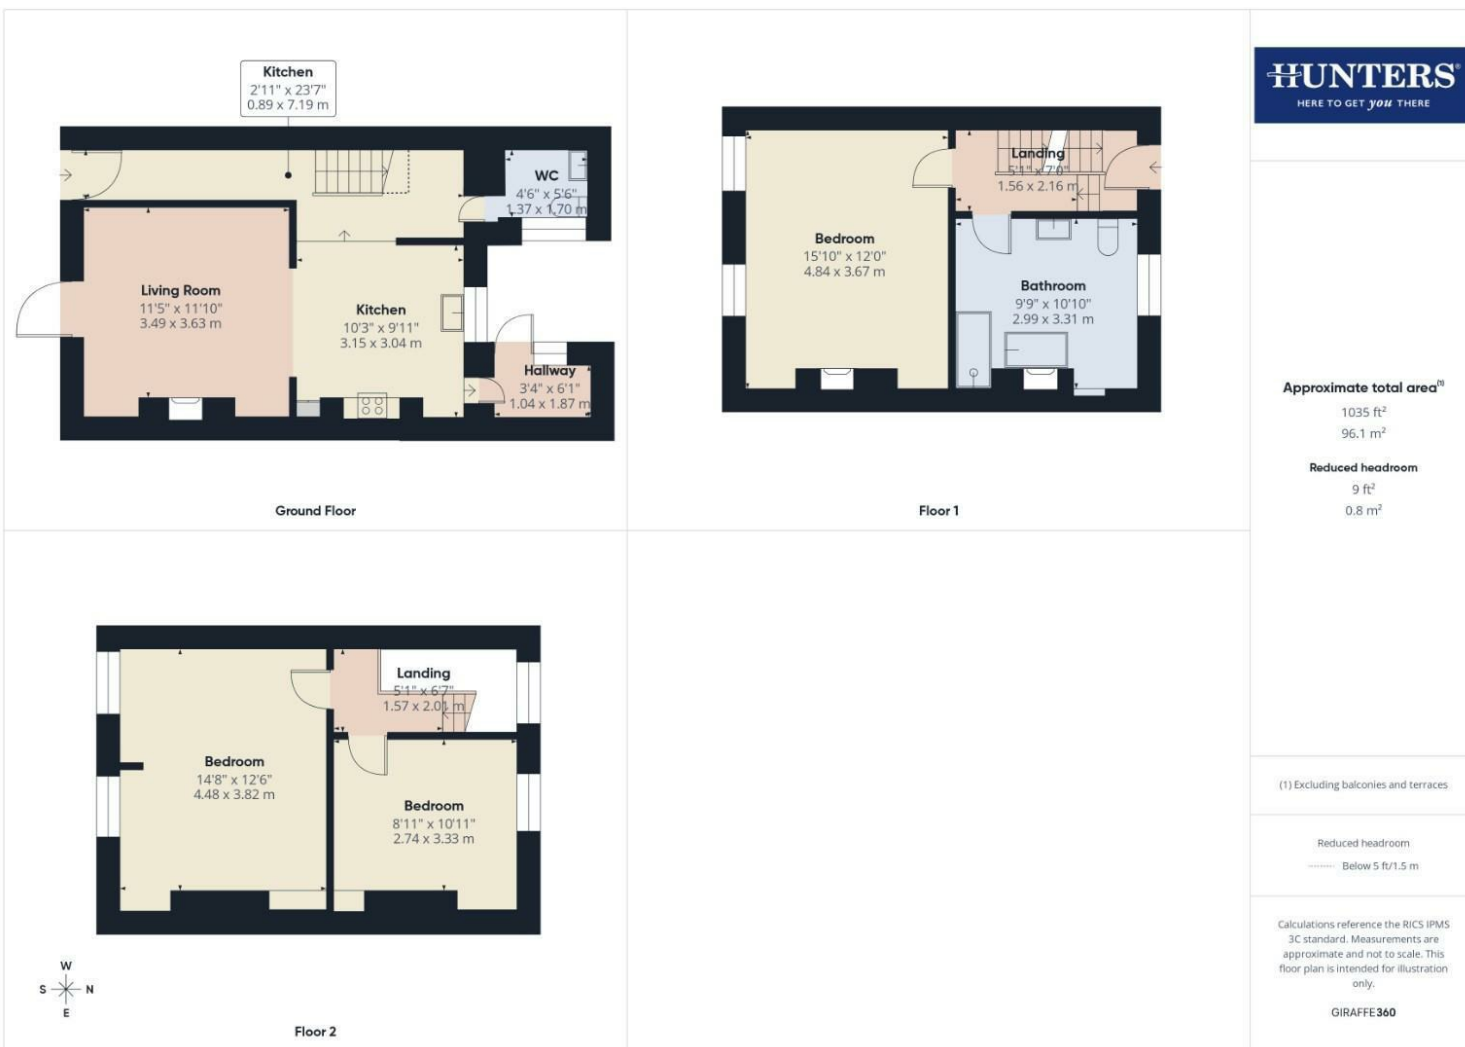 Kitchen
2'11" x 23'7"
0.89 x 7.19 m
WC
4'6" x 5'6"
1.37 x 1.70 m
Living Room
11'5" x 11'10"
3.49 x 3.63 m
Kitchen
10'3" x 9'11"
3.15 x 3.04 m
Hallway
3'4" x 6'1"
1.04 x 1.87 m
Ground Floor
Landing
5'1" x 7'0"
1.56 x 2.16 m
Bedroom
15'10" x 12'0"
4.84 x 3.67 m
Bathroom
9'9" x 10'10"
2.99 x 3.31 m
Floor 1
Landing
5'1" x 6'7"
1.57 x 2.01 m
Bedroom
14'8" x 12'6"
4.48 x 3.82 m
Bedroom
8'11" x 10'11"
2.74 x 3.33 m
W
S N
E
Floor 2
HUNTERS®
HERE TO GET you THERE
Approximate total area(1)
1035 ft²
96.1 m²
Reduced headroom
9 ft²
0.8 m²
(1) Excluding balconies and terraces
Reduced headroom
Below 5 ft/1.5 m
Calculations reference the RICS IPMS
3C standard. Measurements are
approximate and not to scale. This
floor plan is intended for illustration
only.
GIRAFFE360